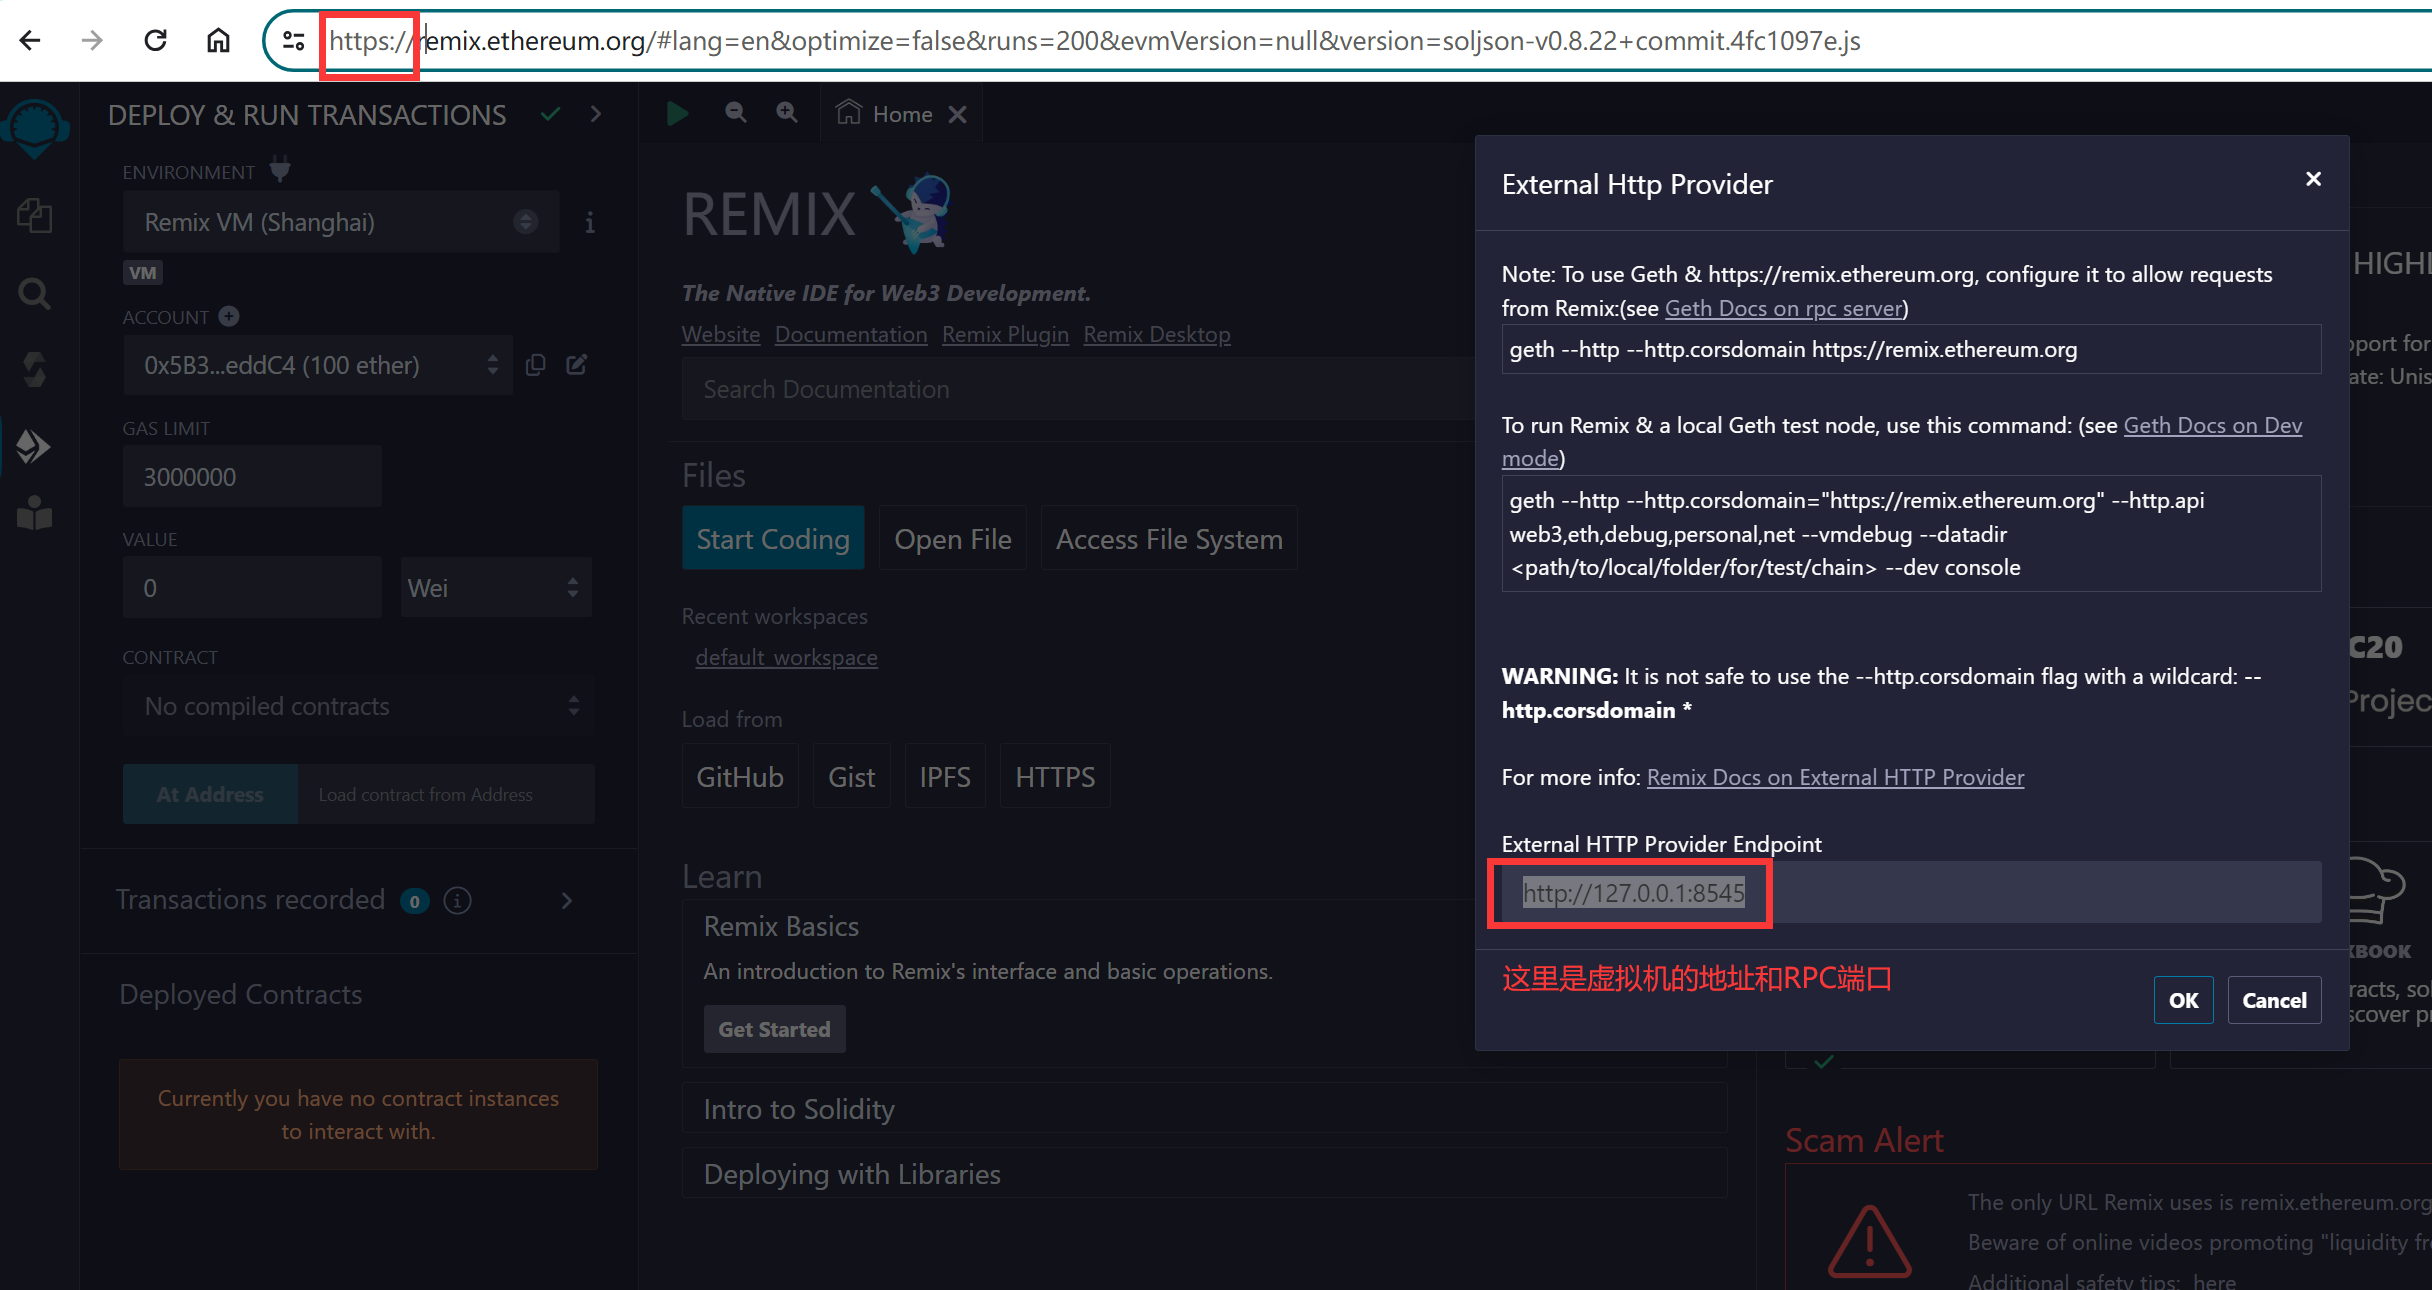 https://remix.ethereum.org/#lang=en&optimize=false&runs=200&evmVersion=null&version=soljson-v0.8.22+commit.4fc1097e.js
DEPLOY & RUN TRANSACTIONS
ENVIRONMENT
Remix VM (Shanghai)
VM
ACCOUNT
0x5B3...eddC4 (100 ether)
GAS LIMIT
3000000
VALUE
0
Wei
CONTRACT
No compiled contracts
At Address
Load contract from Address
Transactions recorded 0
Deployed Contracts
Currently you have no contract instances
to interact with.
Home
REMIX
The Native IDE for Web3 Development.
Website Documentation Remix Plugin Remix Desktop
Search Documentation
Files
Start Coding
Open File
Access File System
Recent workspaces
default_workspace
Load from
GitHub
Gist
IPFS
HTTPS
Learn
Remix Basics
An introduction to Remix's interface and basic operations.
Get Started
Intro to Solidity
Deploying with Libraries
External Http Provider
Note: To use Geth & https://remix.ethereum.org, configure it to allow requests
from Remix:(see Geth Docs on rpc server)
geth --http --http.corsdomain https://remix.ethereum.org
To run Remix & a local Geth test node, use this command: (see Geth Docs on Dev
mode)
geth --http --http.corsdomain="https://remix.ethereum.org" --http.api
web3,eth,debug,personal,net --vmdebug --datadir
<path/to/local/folder/for/test/chain> --dev console
WARNING: It is not safe to use the --http.corsdomain flag with a wildcard: --
http.corsdomain *
For more info: Remix Docs on External HTTP Provider
External HTTP Provider Endpoint
http://127.0.0.1:8545
这里是虚拟机的地址和RPC端口
OK
Cancel
C20
Scam Alert
The only URL Remix uses is remix.ethereum.org
Beware of online videos promoting "liquidity
Additional safety tips: here